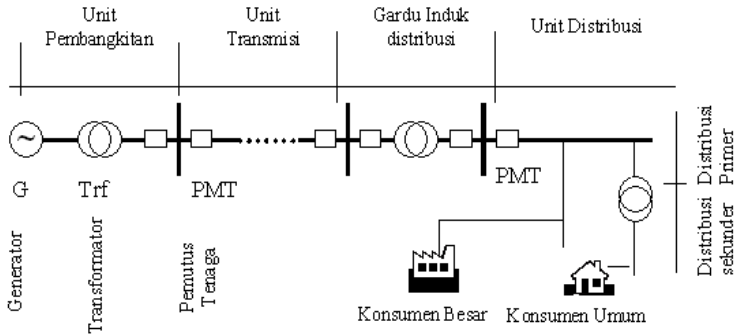 Unit
Pembangkitan
Unit
Transmisi
Gardu Induk
distribusi
Unit Distribusi
~
G
Trf
PMT
PMT
Generator
Transformator
Pemutus
Tenaga
Distribusi
Primer
Distribusi
sekunder
Konsumen Besar
Konsumen Umum